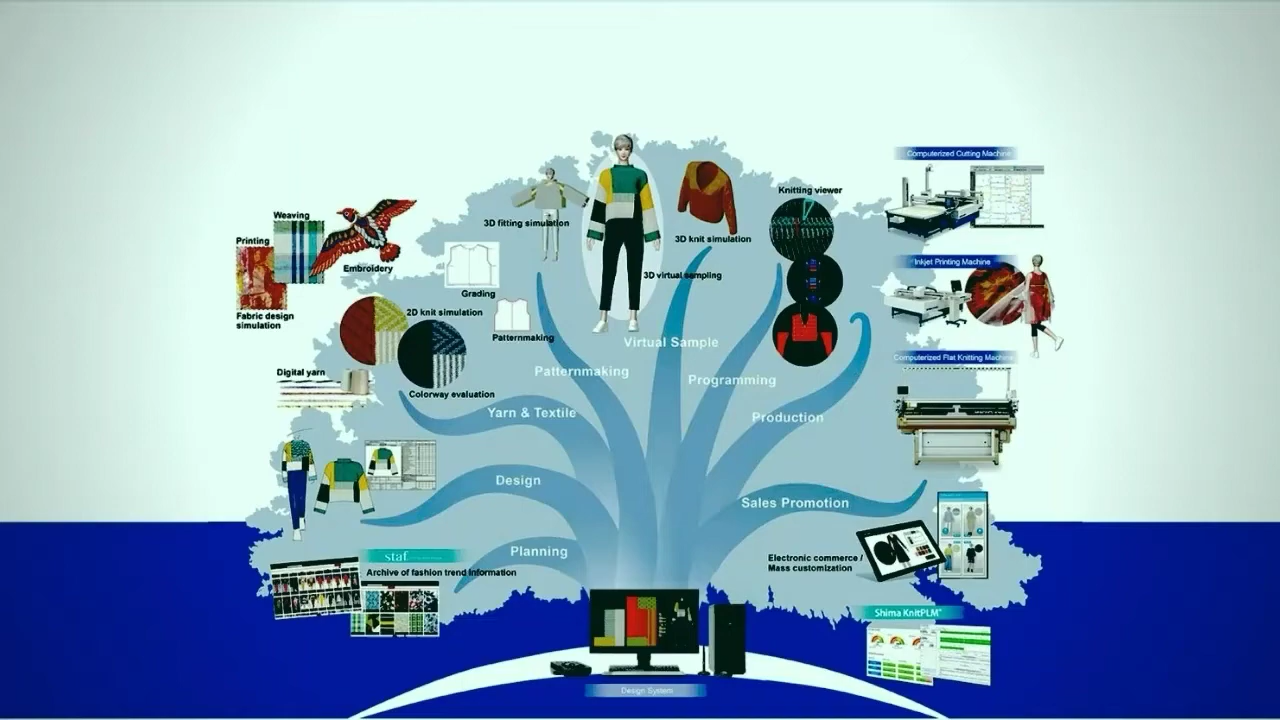 Computerized Cutting Machine
Knitting viewer
Weaving
3D fitting simulation
Printing
3D knit simulation
Inkjet Printing Machine
Embroidery
3D virtual sampling
Grading
2D knit simulation
Fabric design
simulation
Patternmaking
Virtual Sample
Computerized Flat Knitting Machine
Digital yarn
Patternmaking
Programming
Colorway evaluation
Yarn & Textile
Production
Design
Sales Promotion
Planning
staf
Archive of fashion trend Information
Electronic commerce /
Mass customization
Shima KnitPLM™
Design System